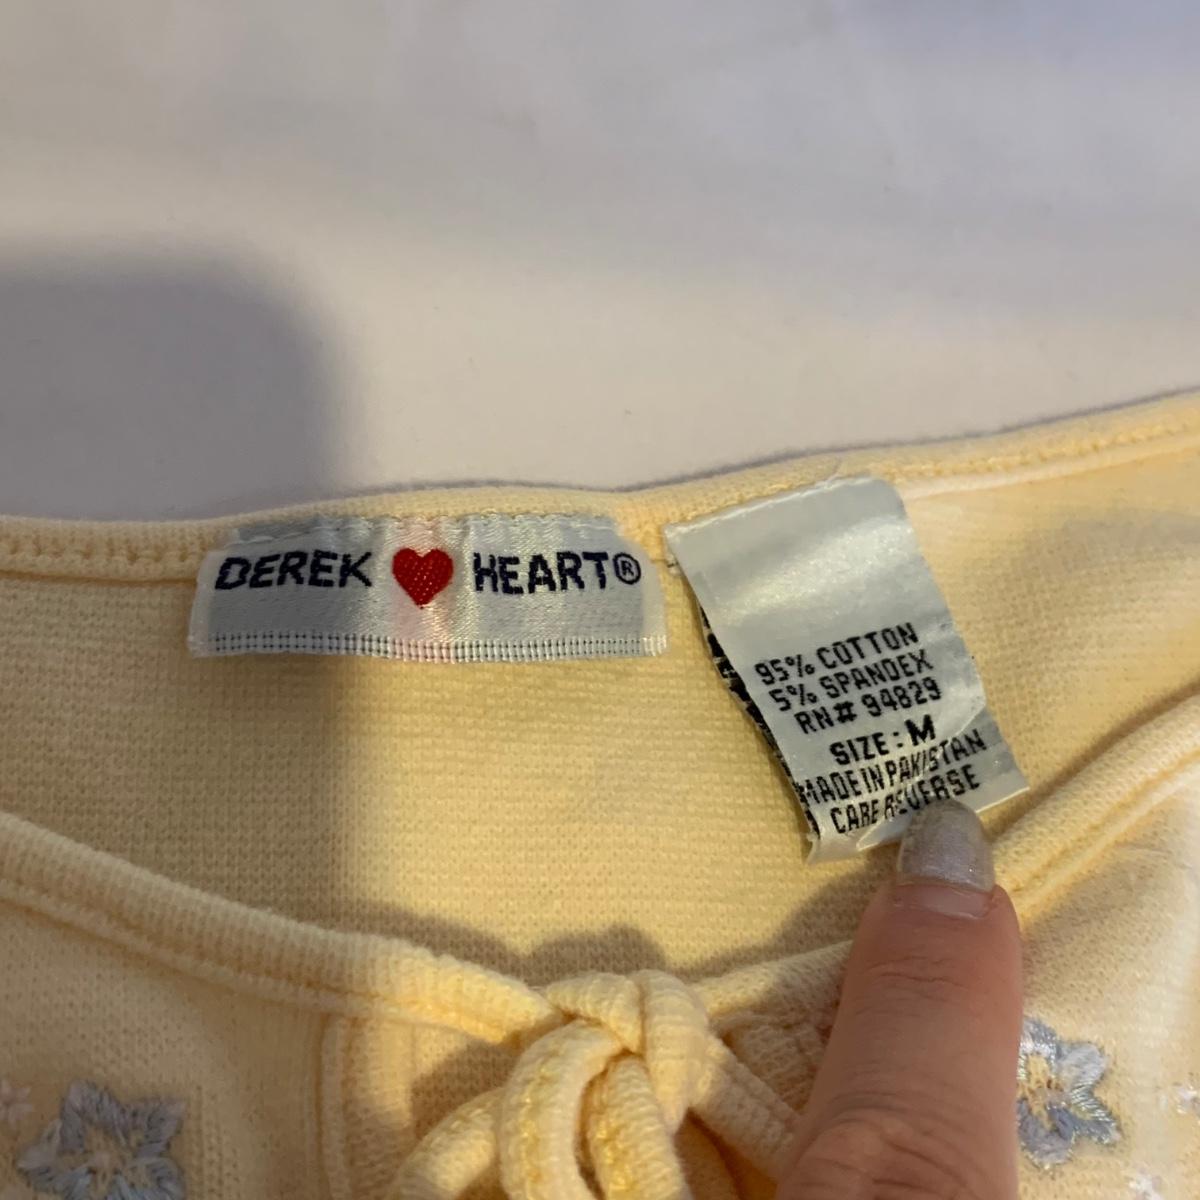 DEREK ❤ HEART®
95% COTTON
5% SPANDEX
RN# 94829
SIZE: M
MADE IN PAKISTAN
CARE REVERSE